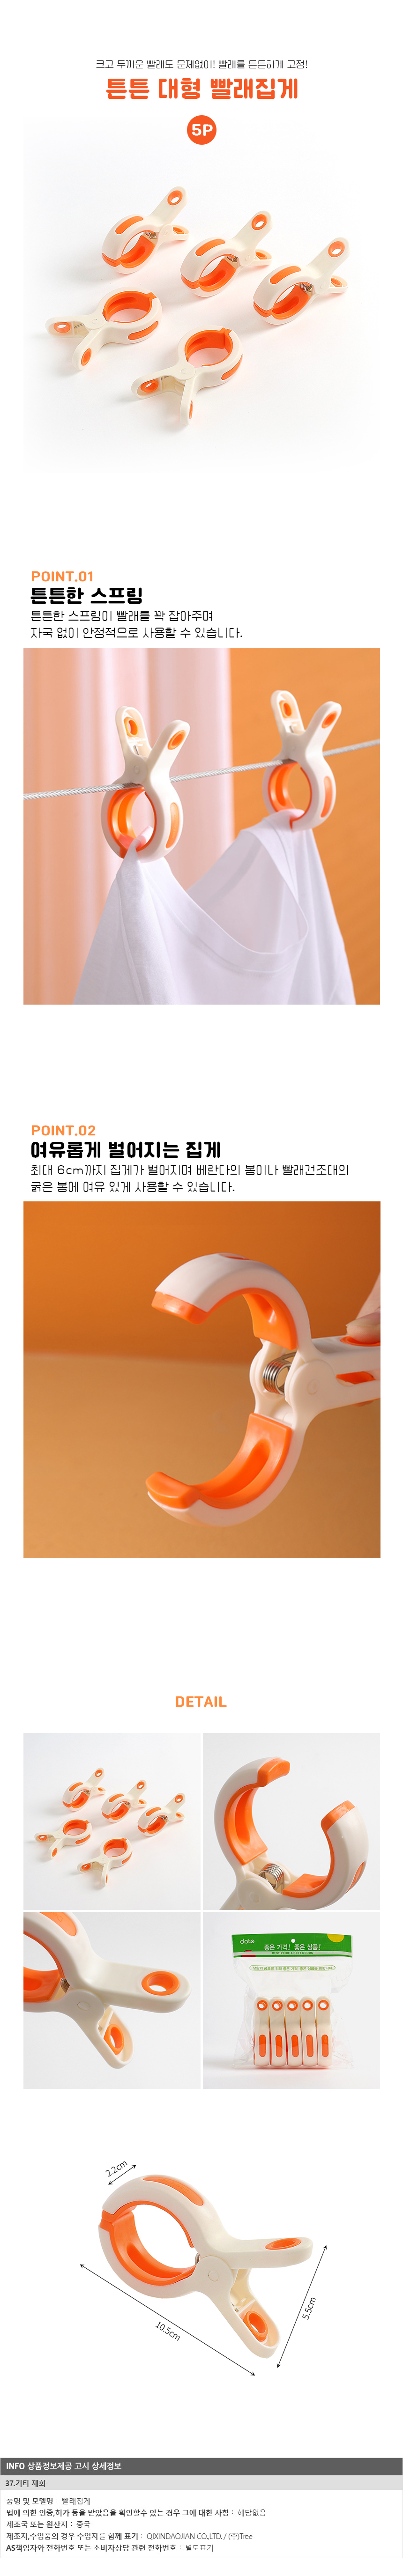 크고 두꺼운 빨래도 문제없이! 빨래를 튼튼하게 고정!
튼튼 대형 빨래집게
5P
POINT.01
튼튼한 스프링
튼튼한 스프링이 빨래를 꽉 잡아주며
자국 없이 안정적으로 사용할 수 있습니다.
POINT.02
여유롭게 벌어지는 집게
최대 6cm까지 집게가 벌어지며 베란다의 봉이나 빨래건조대의
굵은 봉에 여유 있게 사용할 수 있습니다.
DETAIL
좋은 가격! 좋은 상품!
2.2cm
10.5cm
5.5cm
INFO 상품정보제공 고시 상세정보
37.기타 재화
품명 및 모델명 : 빨래집게
법에 의한 인증,허가 등을 받았음을 확인할수 있는 경우 그에 대한 사항 : 해당없음
제조국 또는 원산지 : 중국
제조자,수입품의 경우 수입자를 함께 표기 : QIXINDAOJIAN CO.,LTD. / (주)Tree
AS책임자와 전화번호 또는 소비자상담 관련 전화번호 : 별도표기